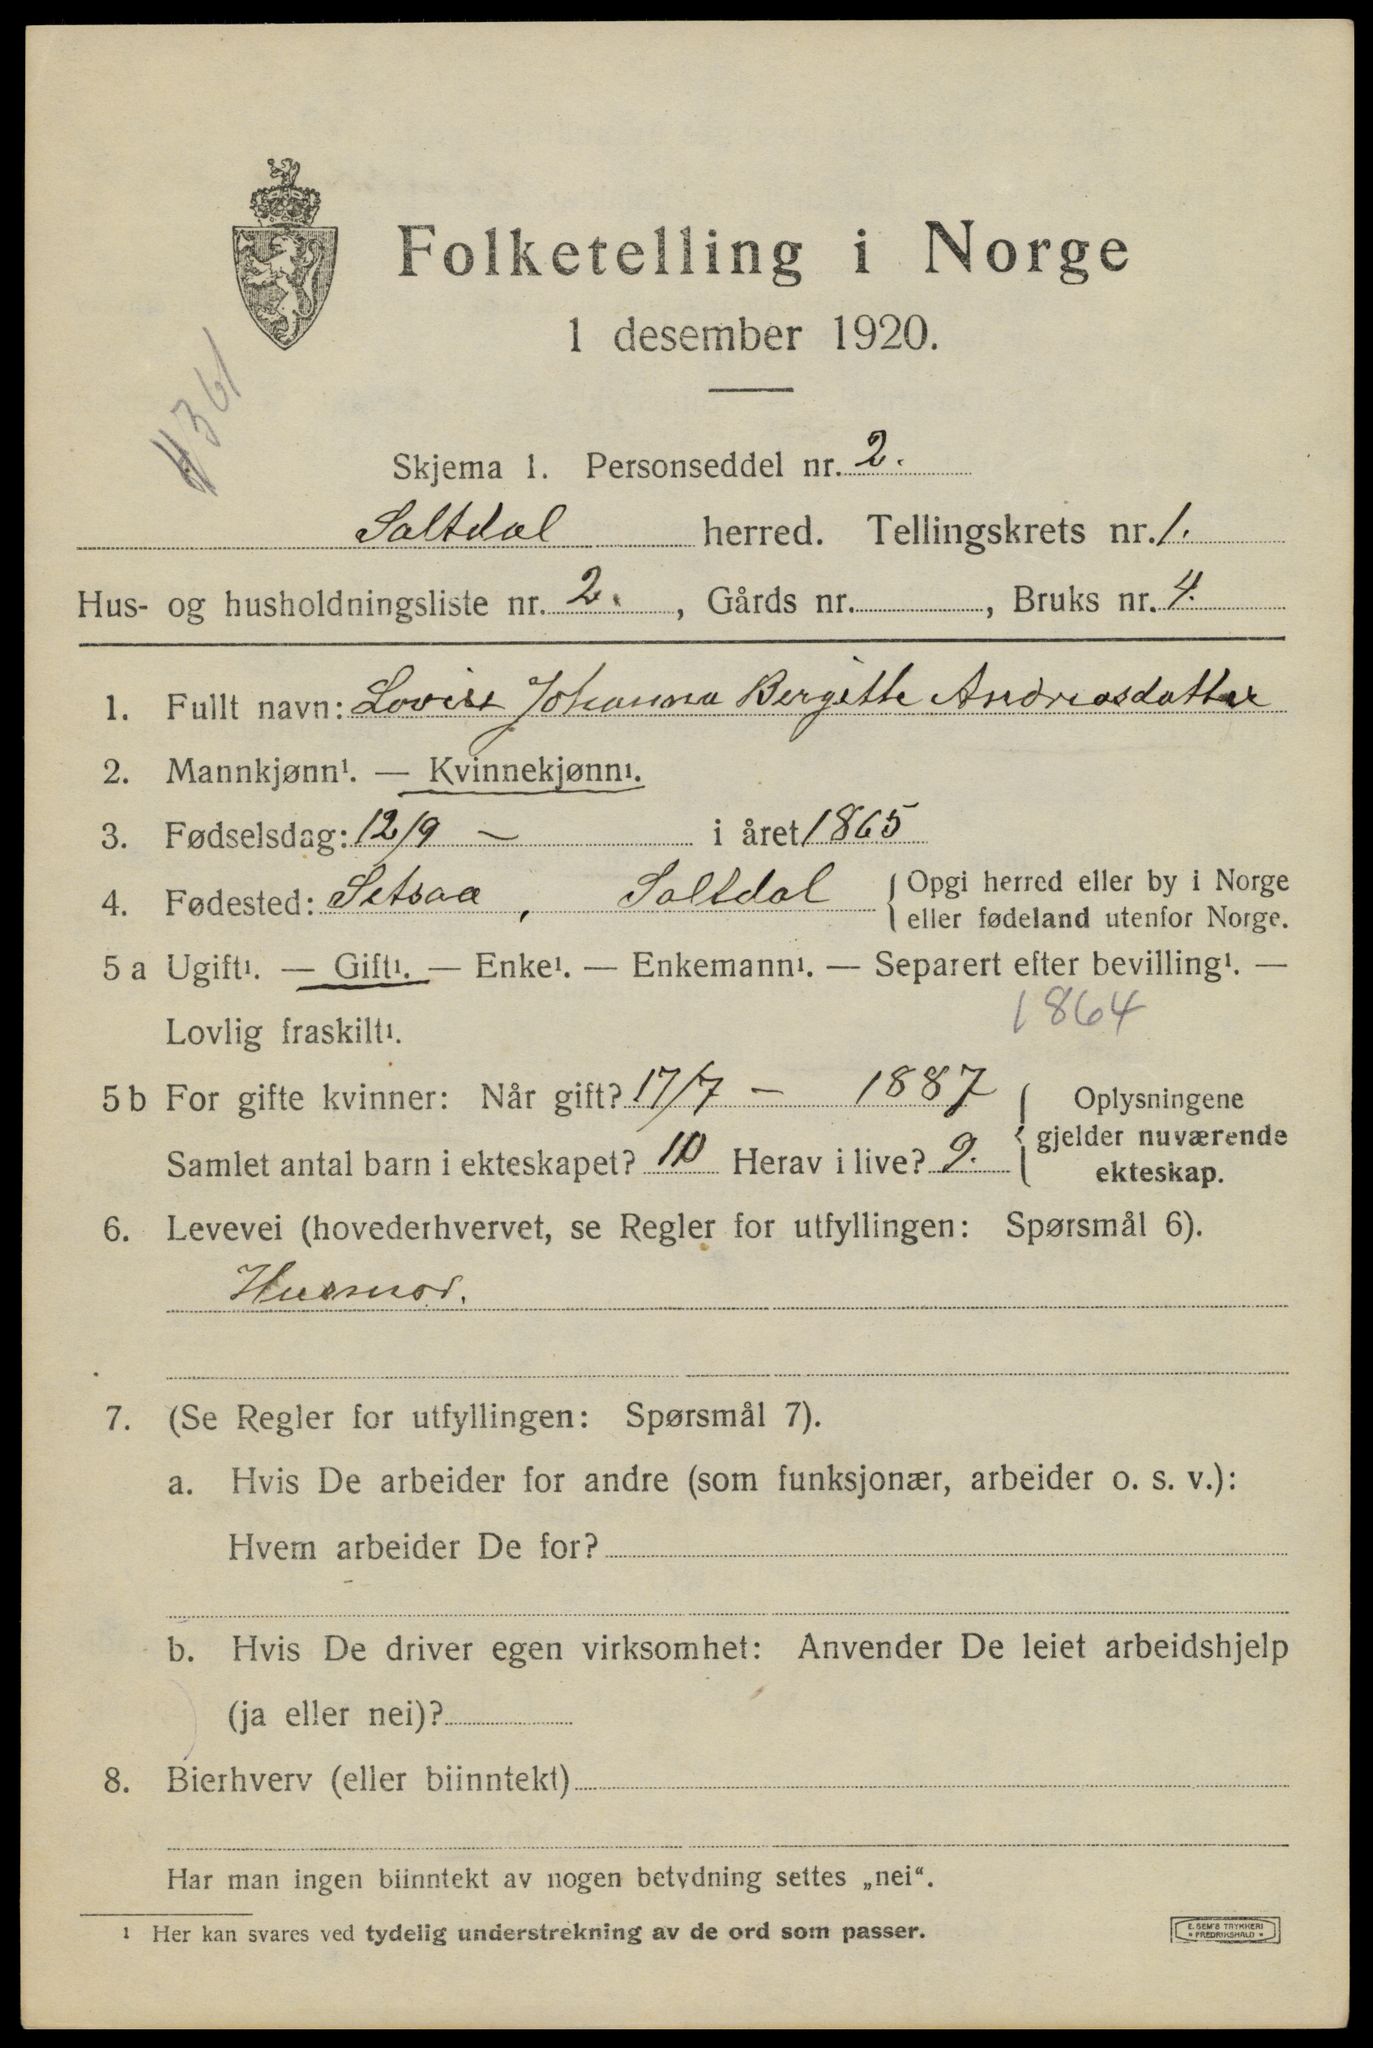 Folketelling i Norge
1 desember 1920.
4361
Skjema 1. Personseddel nr. 2.
Saltdal herred. Tellingskrets nr. 1.
Hus- og husholdningsliste nr. 2. , Gårds nr. , Bruks nr. 4.
1. Fullt navn: Lovise Johanna Bergitte Andreasdatter
2. Mannkjønn¹. — Kvinnekjønn¹.
3. Fødselsdag: 12/9 — i året 1865
4. Fødested: Setsaa , Saltdal { Opgi herred eller by i Norge
eller fødeland utenfor Norge.
5 a Ugift¹. — Gift¹. — Enke¹. — Enkemann¹. — Separert efter bevilling¹. —
Lovlig fraskilt¹. 1864
5 b For gifte kvinner: Når gift? 17/7 — 1887 { Oplysningene
gjelder nuværende
Samlet antal barn i ekteskapet? 10 Herav i live? 9.
ekteskap.
6. Levevei (hovederhvervet, se Regler for utfyllingen: Spørsmål 6).
Husmor.
7. (Se Regler for utfyllingen: Spørsmål 7).
a. Hvis De arbeider for andre (som funksjonær, arbeider o. s. v.):
Hvem arbeider De for?
b. Hvis De driver egen virksomhet: Anvender De leiet arbeidshjelp
(ja eller nei)?
8. Bierhverv (eller biinntekt)
Har man ingen biinntekt av nogen betydning settes „nei“.
¹ Her kan svares ved tydelig understrekning av de ord som passer.
E. SEM'S TRYKKERI
* FREDRIKSHALD *